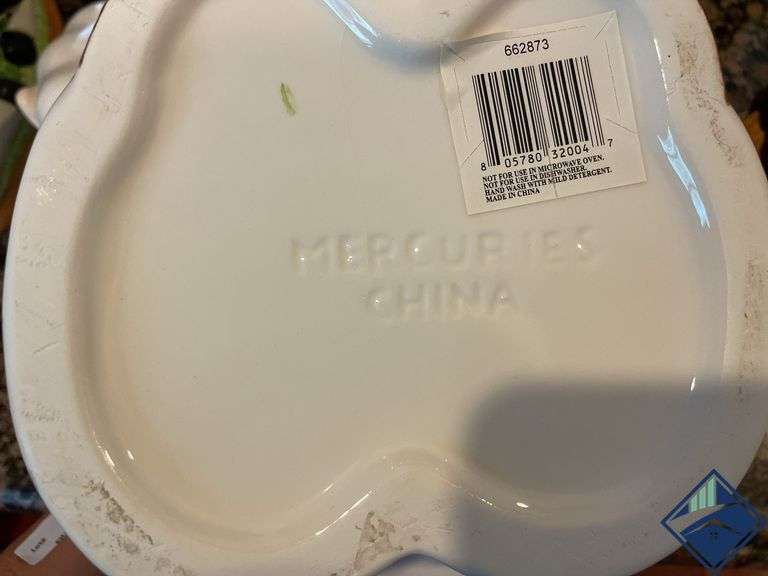 662873
8 05780 32004 7
NOT FOR USE IN MICROWAVE OVEN.
NOT FOR USE IN DISHWASHER.
HAND WASH WITH MILD DETERGENT.
MADE IN CHINA
MERCURIES
CHINA